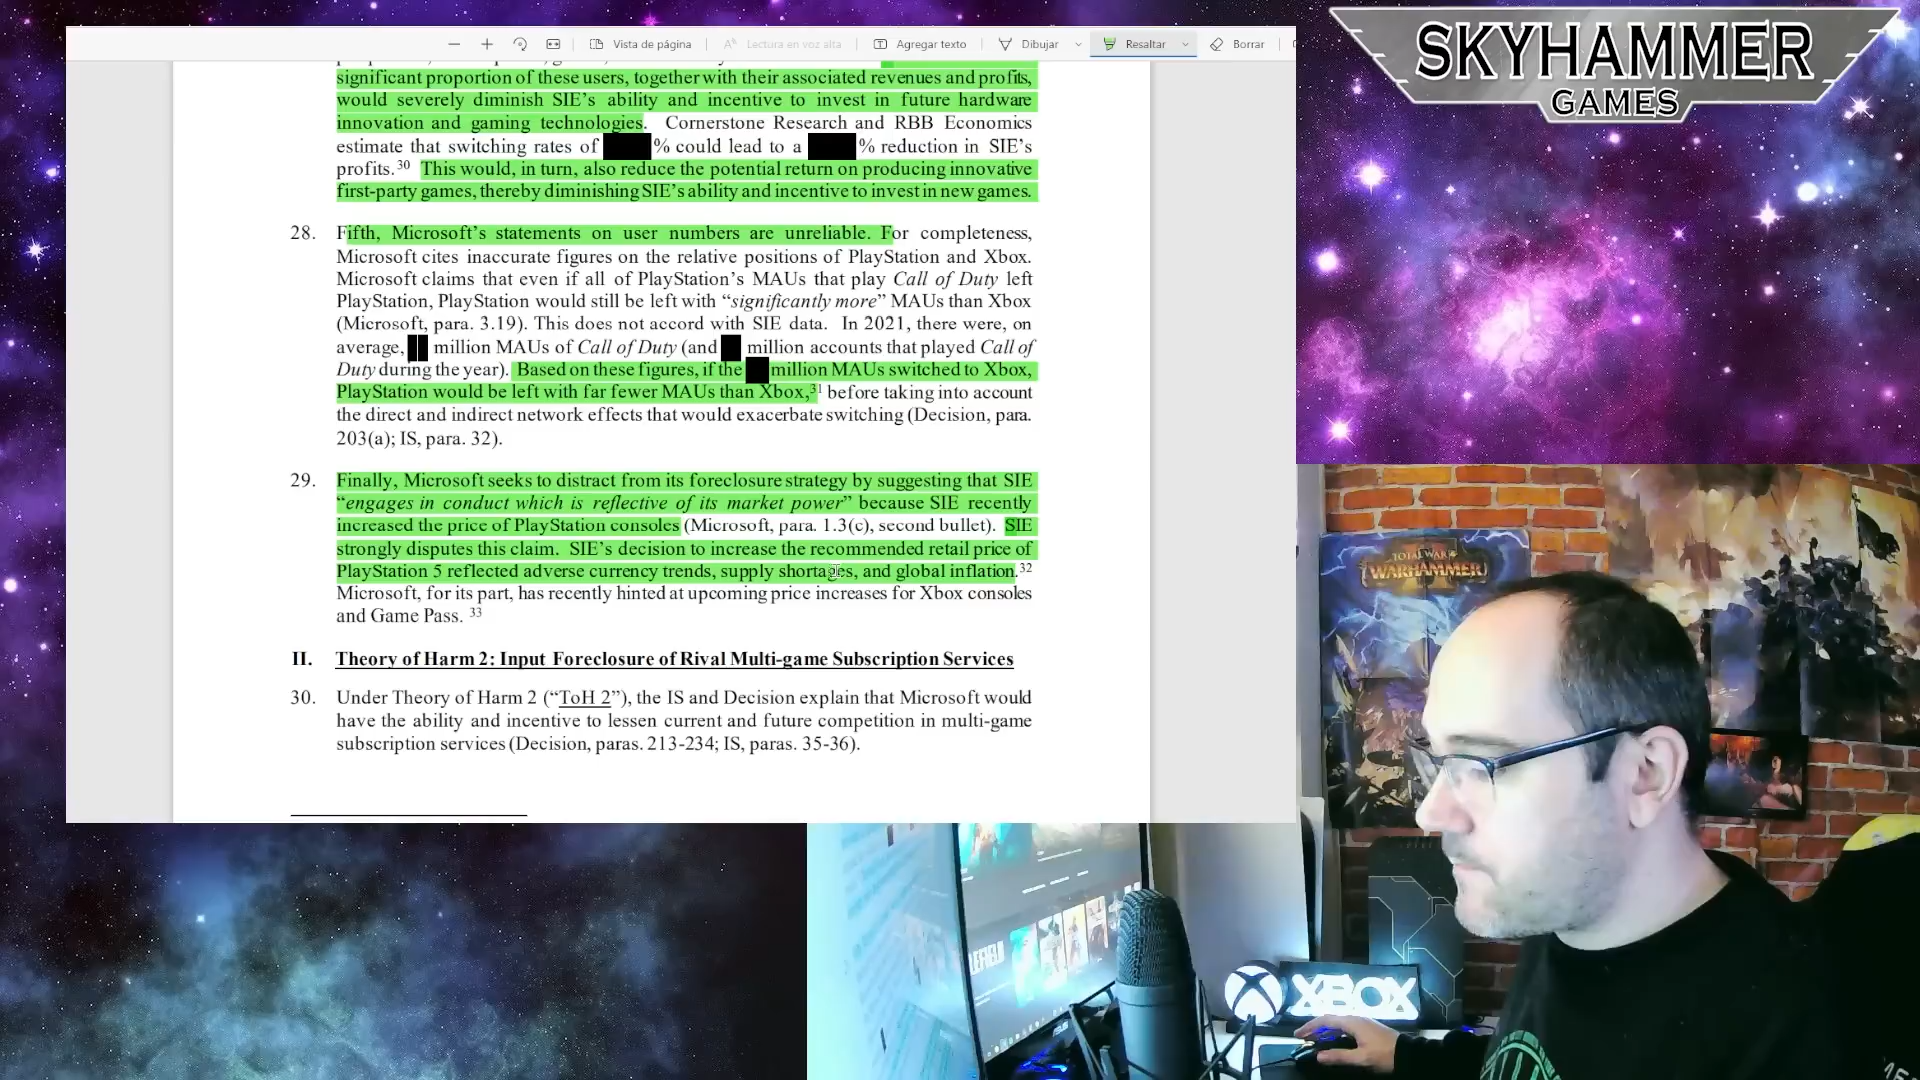 Vista de página
Lectura en voz alta
Agregar texto
Dibujar
Resaltar
Borrar
SKYHAMMER
GAMES
significant proportion of these users, together with their associated revenues and profits,
would severely diminish SIE's ability and incentive to invest in future hardware
innovation and gaming technologies. Cornerstone Research and RBB Economics
estimate that switching rates of % could lead to a % reduction in SIE's
profits.30 This would, in turn, also reduce the potential return on producing innovative
first-party games, thereby diminishing SIE's ability and incentive to invest in new games.
28. Fifth, Microsoft's statements on user numbers are unreliable. For completeness,
Microsoft cites inaccurate figures on the relative positions of PlayStation and Xbox.
Microsoft claims that even if all of PlayStation's MAUs that play Call of Duty left
PlayStation, PlayStation would still be left with "significantly more" MAUs than Xbox
(Microsoft, para. 3.19). This does not accord with SIE data. In 2021, there were, on
average, million MAUs of Call of Duty (and million accounts that played Call of
Duty during the year). Based on these figures, if the million MAUs switched to Xbox,
PlayStation would be left with far fewer MAUs than Xbox,31 before taking into account
the direct and indirect network effects that would exacerbate switching (Decision, para.
203(a); IS, para. 32).
29. Finally, Microsoft seeks to distract from its foreclosure strategy by suggesting that SIE
"engages in conduct which is reflective of its market power" because SIE recently
increased the price of PlayStation consoles (Microsoft, para. 1.3(c), second bullet). SIE
strongly disputes this claim. SIE's decision to increase the recommended retail price of
PlayStation 5 reflected adverse currency trends, supply shortages, and global inflation.32
Microsoft, for its part, has recently hinted at upcoming price increases for Xbox consoles
and Game Pass. 33
II. Theory of Harm 2: Input Foreclosure of Rival Multi-game Subscription Services
30. Under Theory of Harm 2 ("ToH 2"), the IS and Decision explain that Microsoft would
have the ability and incentive to lessen current and future competition in multi-game
subscription services (Decision, paras. 213-234; IS, paras. 35-36).
TOTAL WAR
WARHAMMER
XBOX